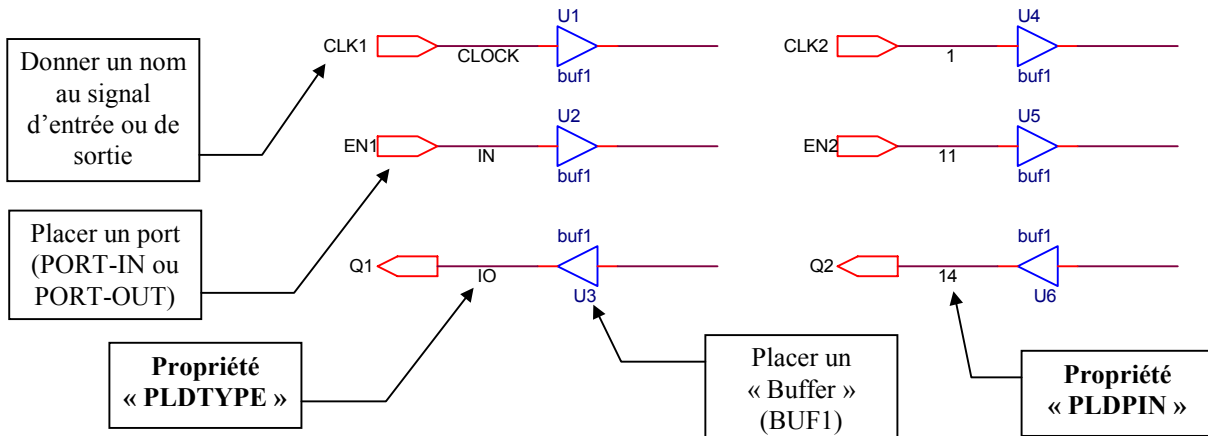 U1
U4
CLK1
CLOCK
buf1
CLK2
1
buf1
Donner un nom
au signal
d’entrée ou de
sortie
U2
U5
EN1
IN
buf1
EN2
11
buf1
Placer un port
(PORT-IN ou
PORT-OUT)
buf1
buf1
Q1
IO
U3
Q2
14
U6
Propriété
« PLDTYPE »
Placer un
« Buffer »
(BUF1)
Propriété
« PLDPIN »